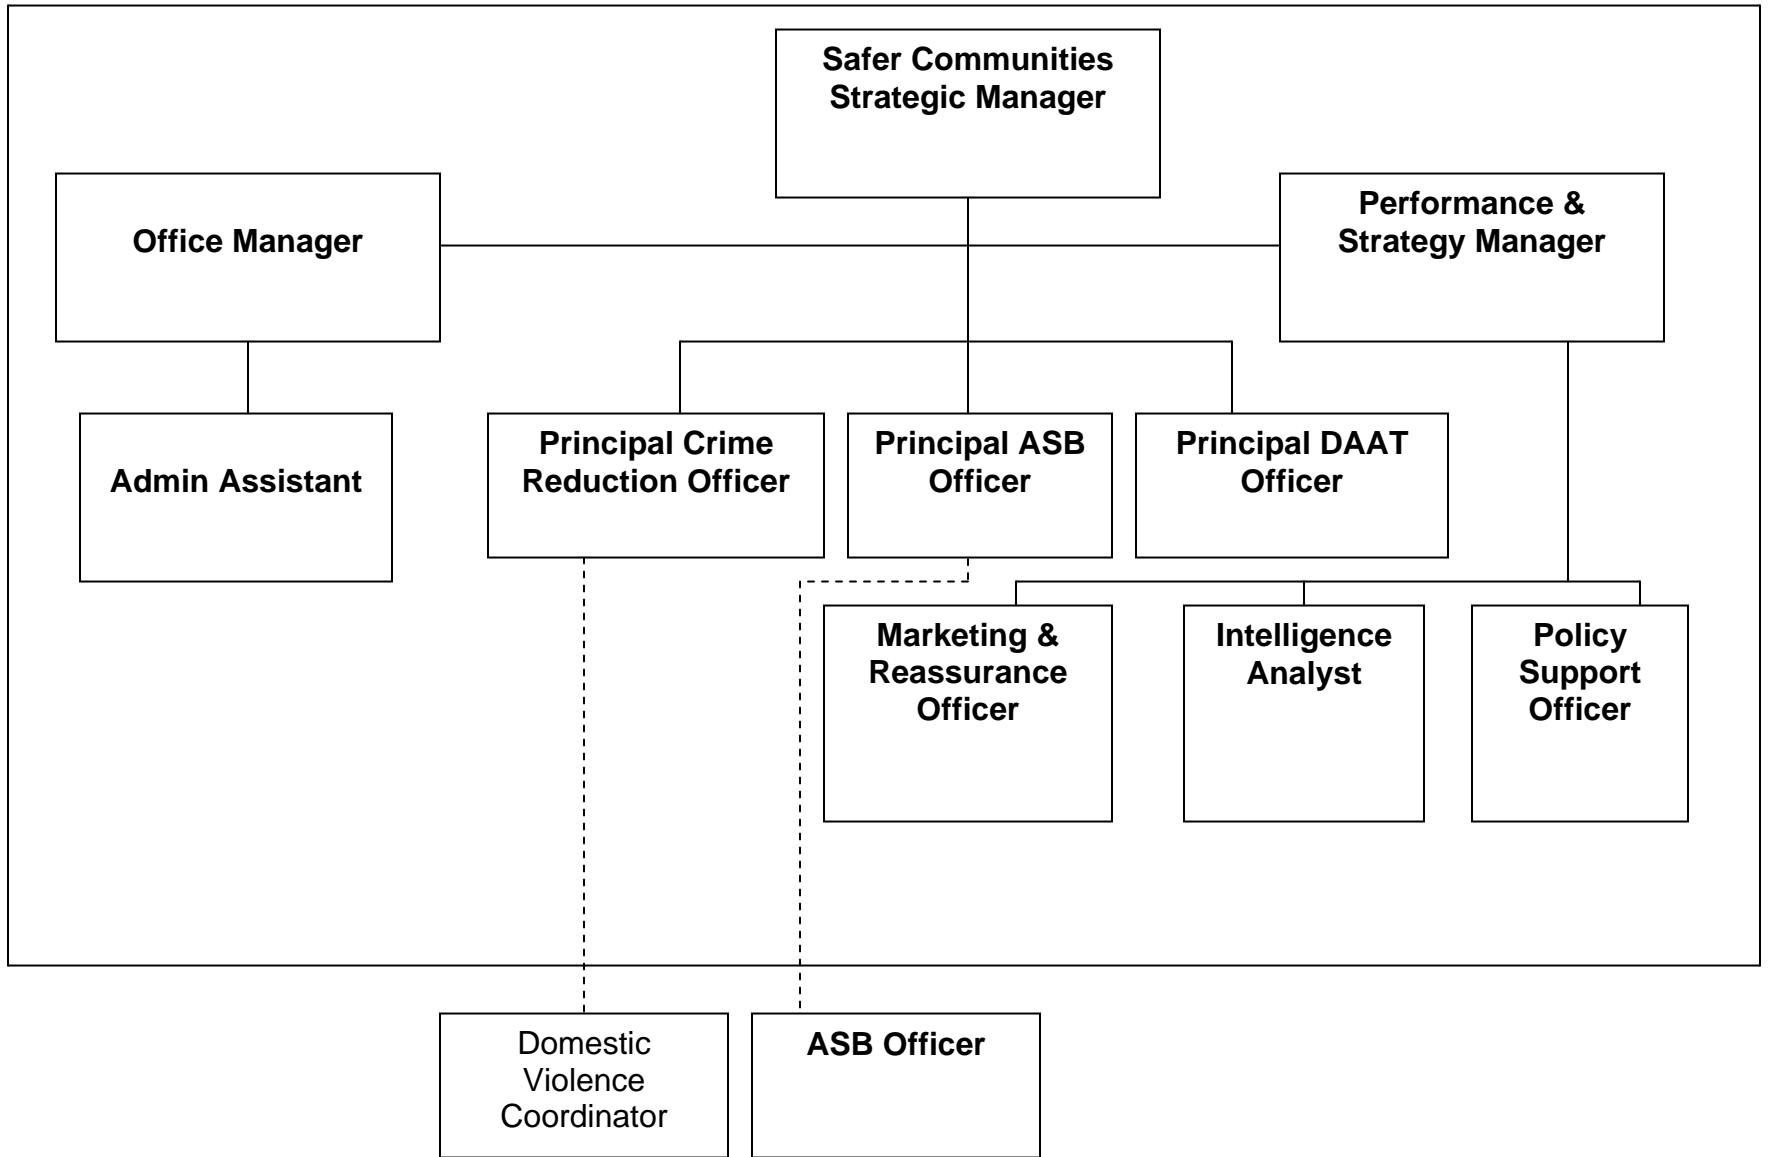 Safer Communities
Strategic Manager
Office Manager
Performance &
Strategy Manager
Admin Assistant
Principal Crime
Reduction Officer
Principal ASB
Officer
Principal DAAT
Officer
Marketing &
Reassurance
Officer
Intelligence
Analyst
Policy
Support
Officer
Domestic
Violence
Coordinator
ASB Officer